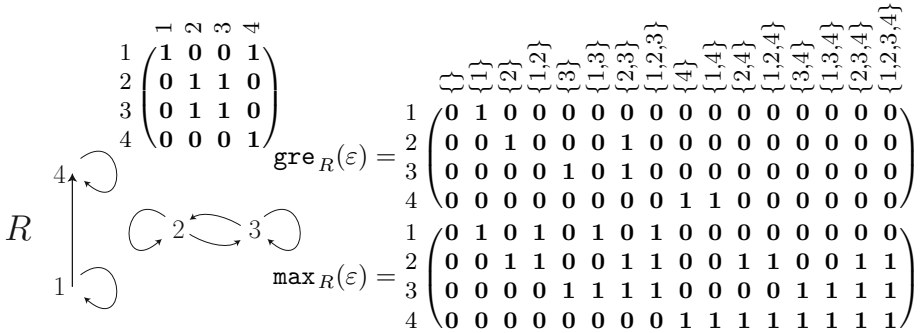 1 2 3 4
1 1 0 0 1
2 0 1 1 0
3 0 1 1 0
4 0 0 0 1
R
4
2 3
1
{} {1} {2} {1,2} {3} {1,3} {2,3} {1,2,3} {4} {1,4} {2,4} {1,2,4} {3,4} {1,3,4} {2,3,4} {1,2,3,4}
gre_R(ε) =
1 0 1 0 0 0 0 0 0 0 0 0 0 0 0 0 0
2 0 0 1 0 0 0 1 0 0 0 0 0 0 0 0 0
3 0 0 0 0 1 0 1 0 0 0 0 0 0 0 0 0
4 0 0 0 0 0 0 0 0 1 1 0 0 0 0 0 0
max_R(ε) =
1 0 1 0 1 0 1 0 1 0 0 0 0 0 0 0 0
2 0 0 1 1 0 0 1 1 0 0 1 1 0 0 1 1
3 0 0 0 0 1 1 1 1 0 0 0 0 1 1 1 1
4 0 0 0 0 0 0 0 0 1 1 1 1 1 1 1 1